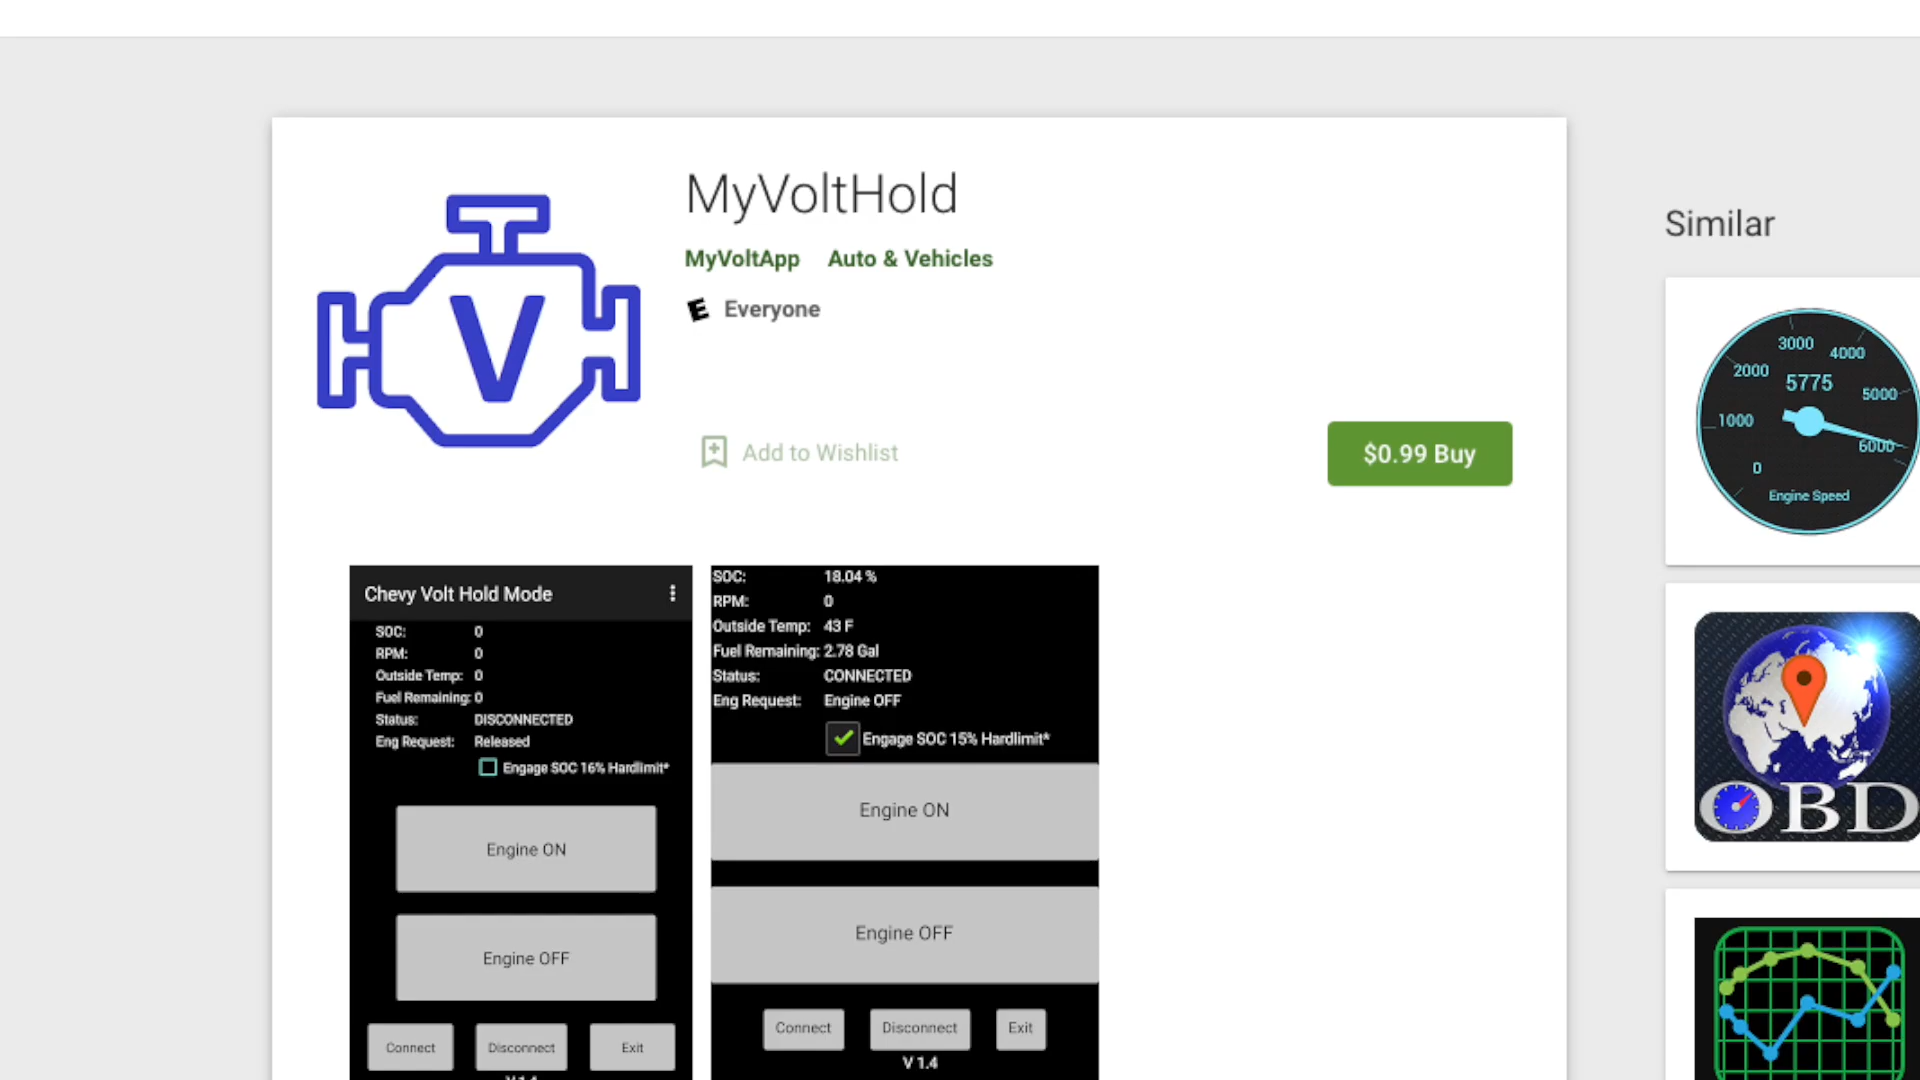 MyVoltHold
MyVoltApp Auto & Vehicles
E Everyone
Add to Wishlist
$0.99 Buy
V
Chevy Volt Hold Mode
SOC: 0
RPM: 0
Outside Temp: 0
Fuel Remaining: 0
Status: DISCONNECTED
Eng Request: Released
Engage SOC 16% Hardlimit*
Engine ON
Engine OFF
Connect Disconnect Exit
V 1.4
SOC: 18.04 %
RPM: 0
Outside Temp: 43 F
Fuel Remaining: 2.78 Gal
Status: CONNECTED
Eng Request: Engine OFF
Engage SOC 15% Hardlimit*
Engine ON
Engine OFF
Connect Disconnect Exit
V 1.4
Similar
3000
4000
2000
5775
5000
1000
6000
0
Engine Speed
OBD